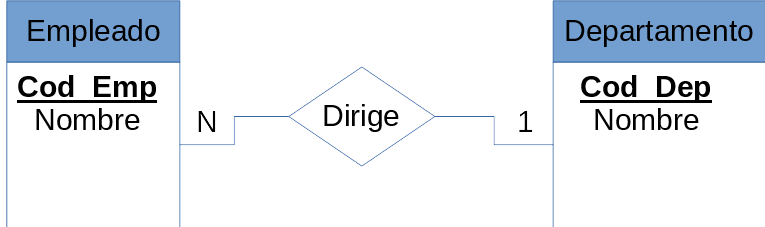 Empleado
Cod_Emp
Nombre
N
Dirige
1
Departamento
Cod_Dep
Nombre